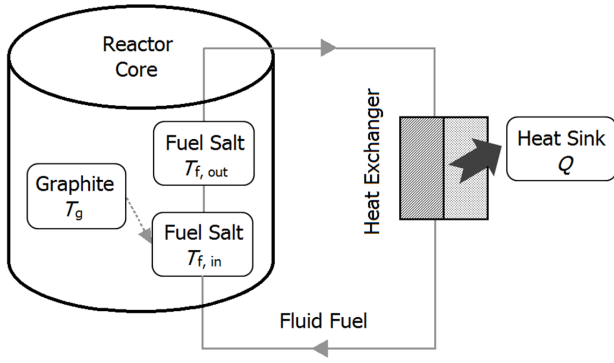 Reactor
Core
Fuel Salt
Tf, out
Graphite
Tg
Fuel Salt
Tf, in
Heat Exchanger
Heat Sink
Q
Fluid Fuel